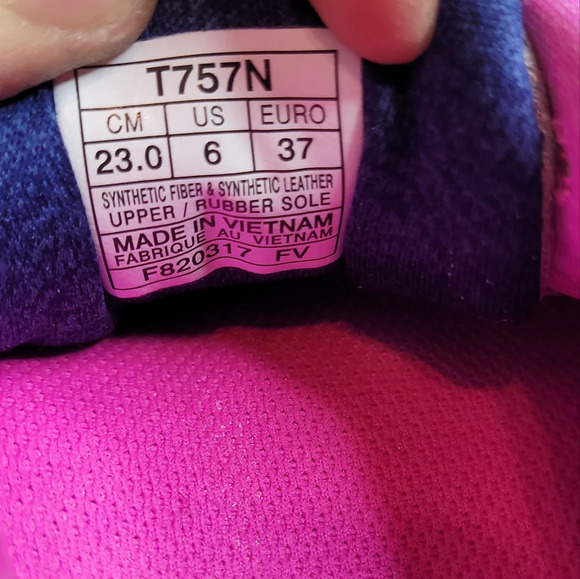 T757N
CM US EURO
23.0 6 37
SYNTHETIC FIBER & SYNTHETIC LEATHER
UPPER / RUBBER SOLE
MADE IN VIETNAM
FABRIQUE AU VIETNAM
F820317 FV